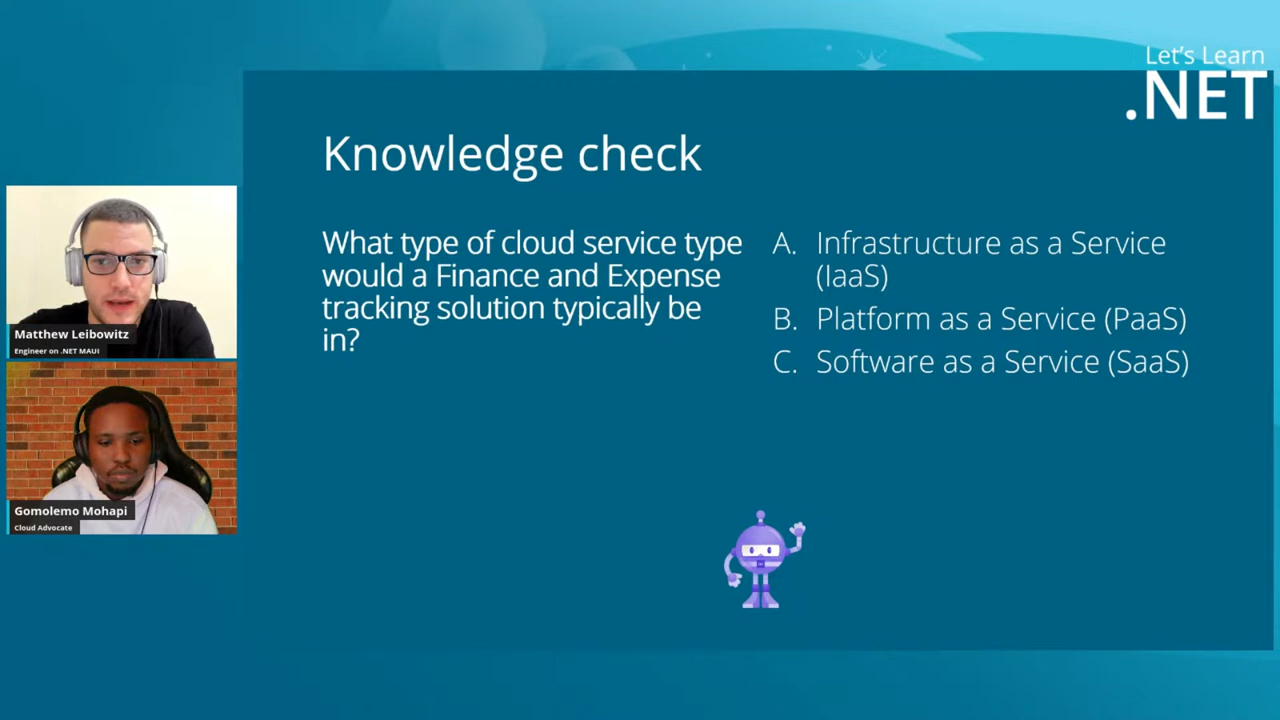 Let's Learn
.NET
Knowledge check
What type of cloud service type
would a Finance and Expense
tracking solution typically be
in?
A. Infrastructure as a Service
(IaaS)
B. Platform as a Service (PaaS)
C. Software as a Service (SaaS)
Matthew Leibowitz
Engineer on .NET MAUI
Gomolemo Mohapi
Cloud Advocate